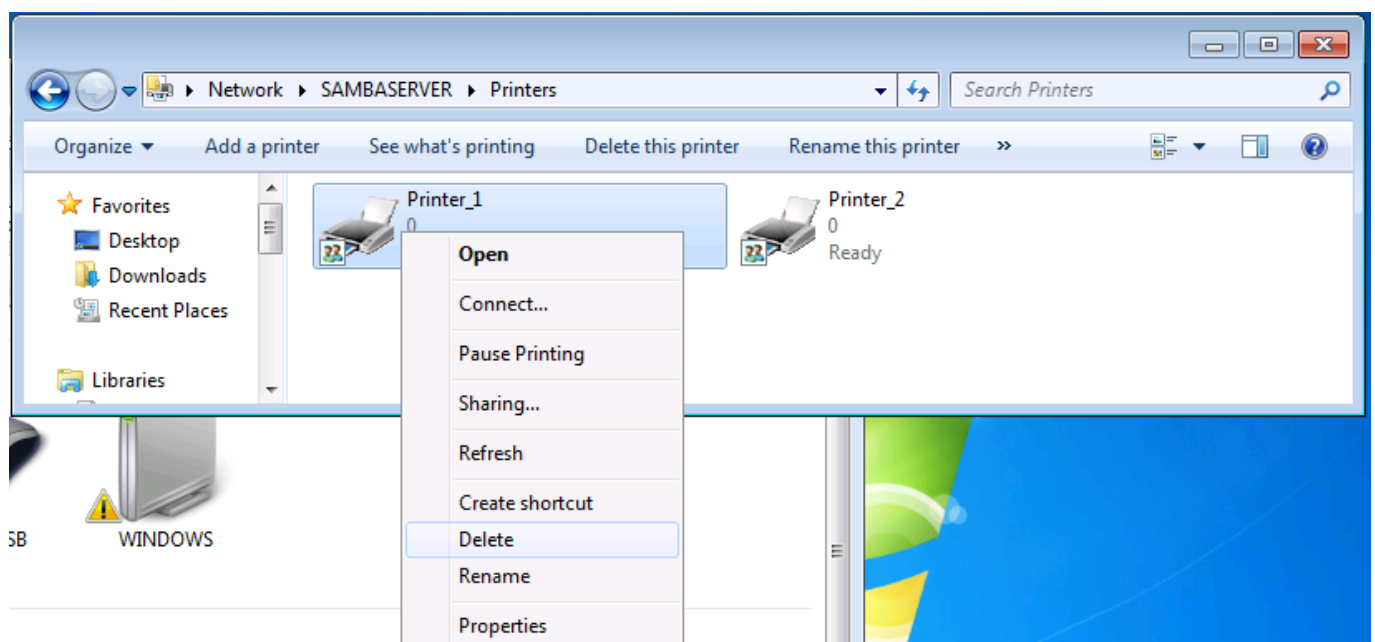 Network ▸ SAMBASERVER ▸ Printers
Search Printers
Organize Add a printer See what's printing Delete this printer Rename this printer »
Favorites
Desktop
Downloads
Recent Places
Libraries
Printer_1
0
Printer_2
0
Ready
Open
Connect...
Pause Printing
Sharing...
Refresh
Create shortcut
Delete
Rename
Properties
SB
WINDOWS